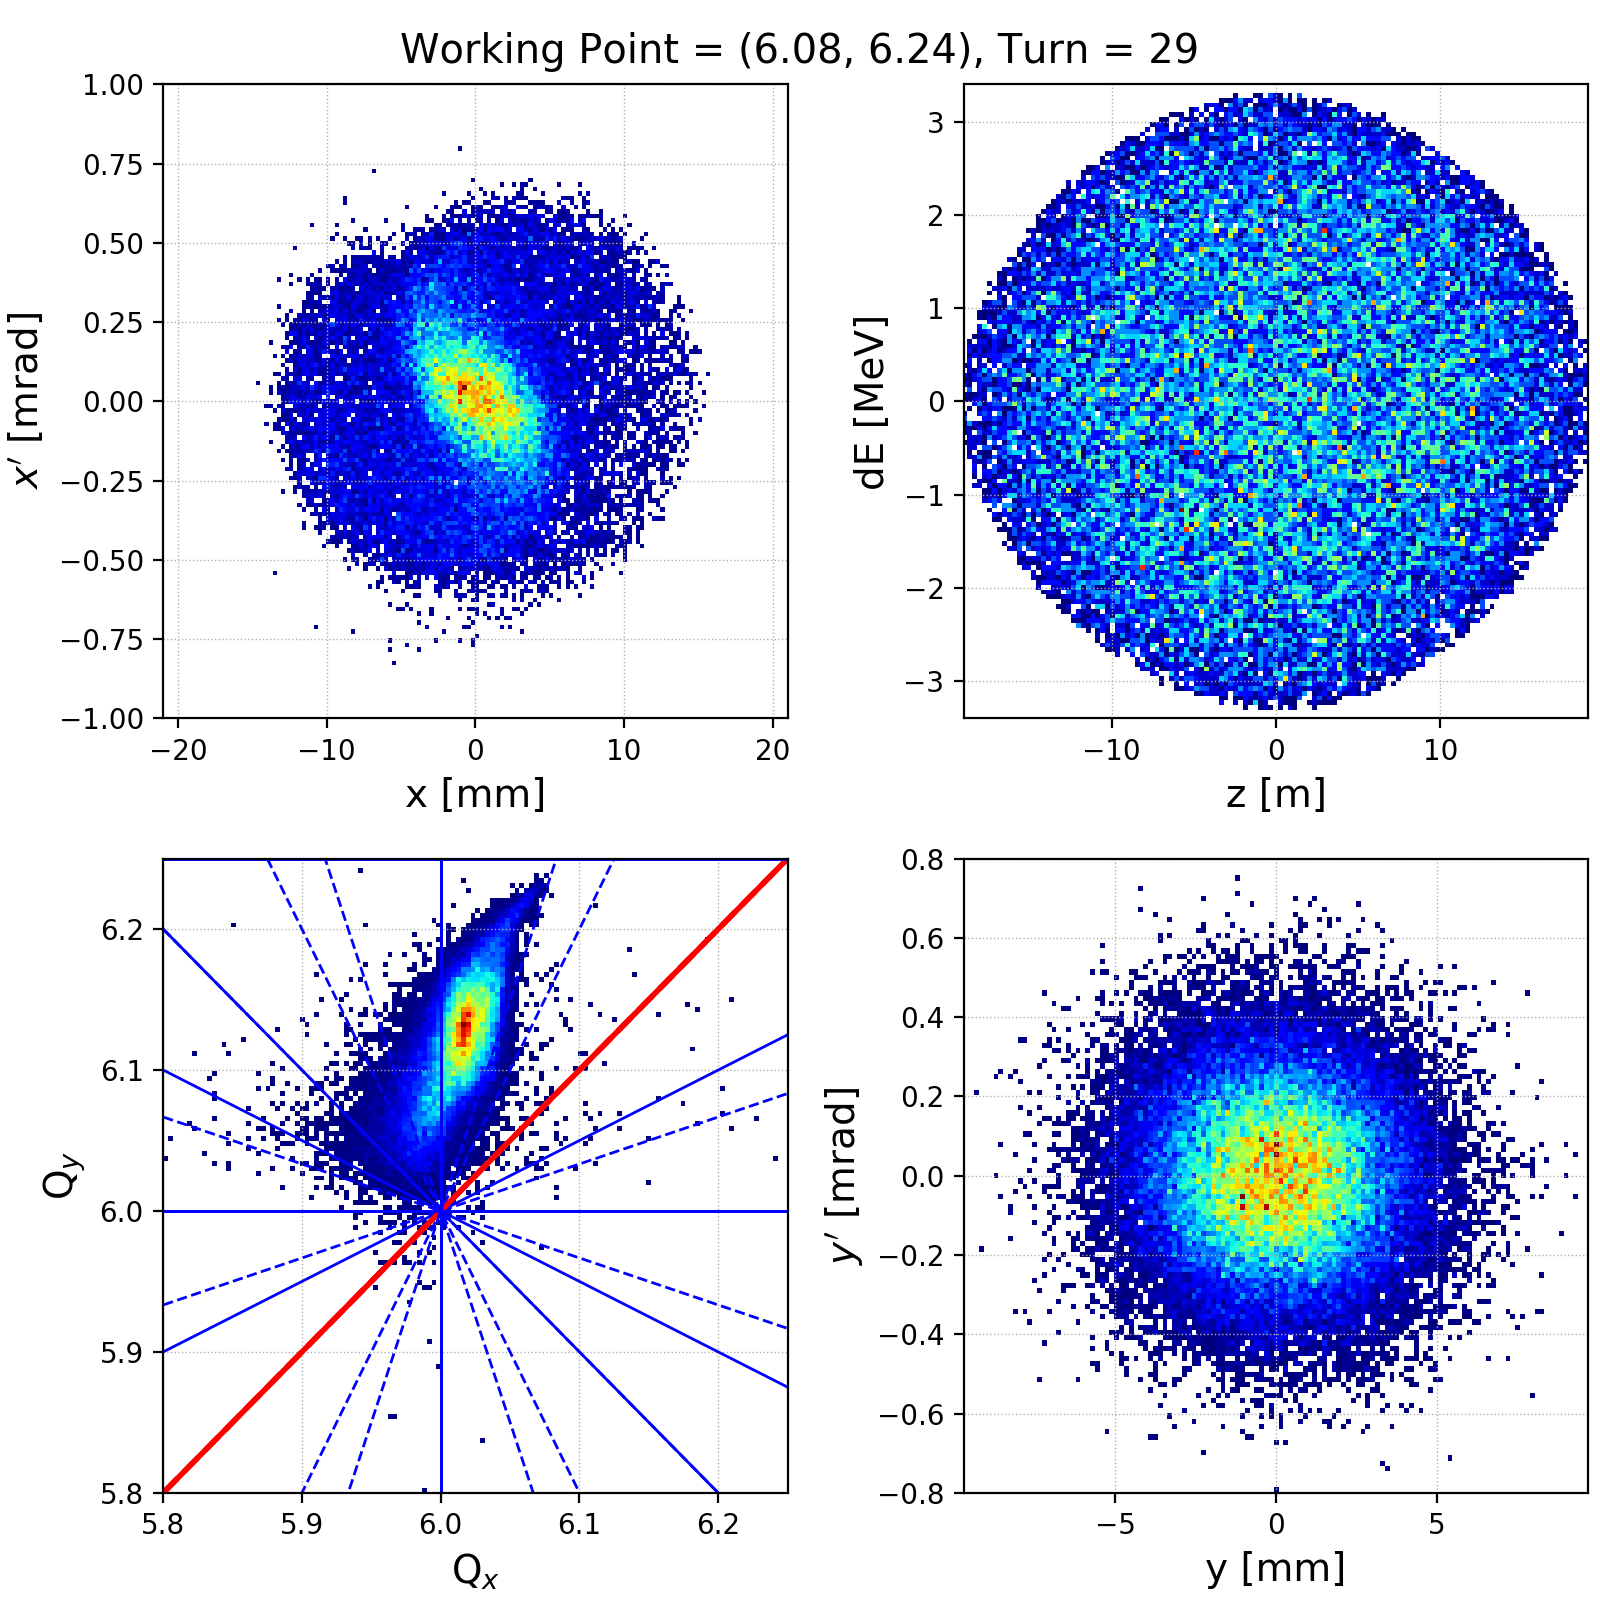 Working Point = (6.08, 6.24), Turn = 29
1.00
0.75
0.50
0.25
0.00
−0.25
−0.50
−0.75
−1.00
x′ [mrad]
−20 −10 0 10 20
x [mm]
3
2
1
0
−1
−2
−3
dE [MeV]
−10 0 10
z [m]
6.2
6.1
6.0
5.9
5.8
Qy
5.8 5.9 6.0 6.1 6.2
Qx
0.8
0.6
0.4
0.2
0.0
−0.2
−0.4
−0.6
−0.8
y′ [mrad]
−5 0 5
y [mm]